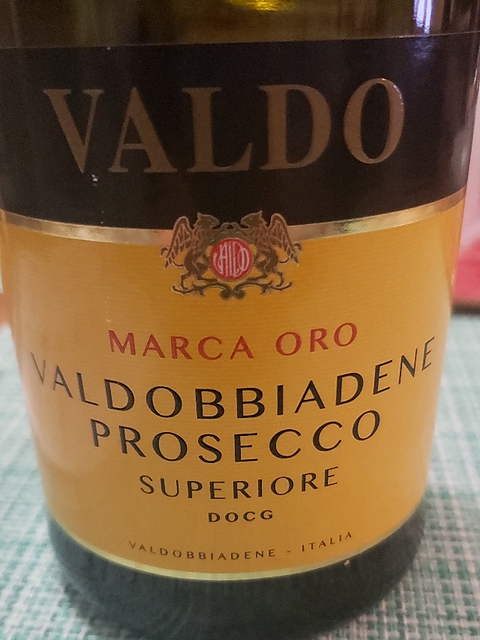 VALDO
VALDO
MARCA ORO
VALDOBBIADENE
PROSECCO
SUPERIORE
DOCG
VALDOBBIADENE - ITALIA